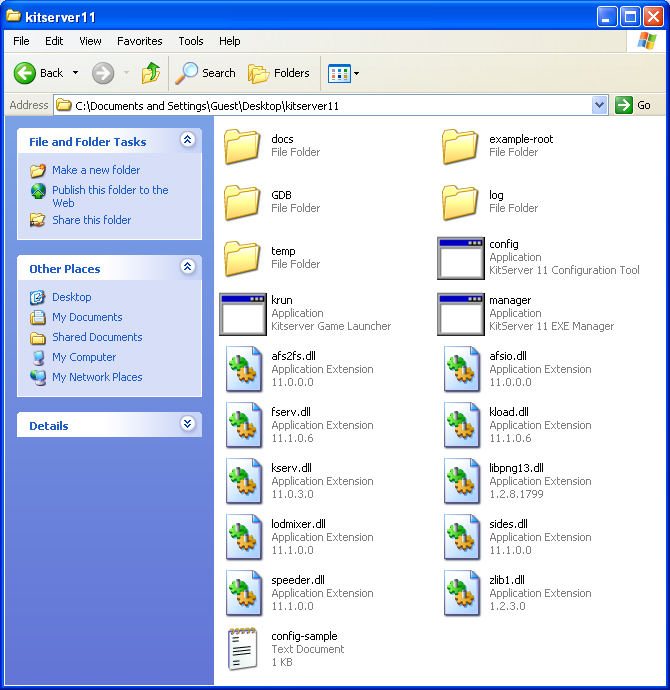 kitserver11
File Edit View Favorites Tools Help
Back Search Folders
Address C:\Documents and Settings\Guest\Desktop\kitserver11 Go
File and Folder Tasks
Make a new folder
Publish this folder to the
Web
Share this folder
Other Places
Desktop
My Documents
Shared Documents
My Computer
My Network Places
Details
docs
File Folder
example-root
File Folder
GDB
File Folder
log
File Folder
temp
File Folder
config
Application
KitServer 11 Configuration Tool
krun
Application
Kitserver Game Launcher
manager
Application
KitServer 11 EXE Manager
afs2fs.dll
Application Extension
11.0.0.0
afsio.dll
Application Extension
11.0.0.0
fserv.dll
Application Extension
11.1.0.6
kload.dll
Application Extension
11.1.0.6
kserv.dll
Application Extension
11.0.3.0
libpng13.dll
Application Extension
1.2.8.1799
lodmixer.dll
Application Extension
11.1.0.0
sides.dll
Application Extension
11.1.0.0
speeder.dll
Application Extension
11.1.0.0
zlib1.dll
Application Extension
1.2.3.0
config-sample
Text Document
1 KB